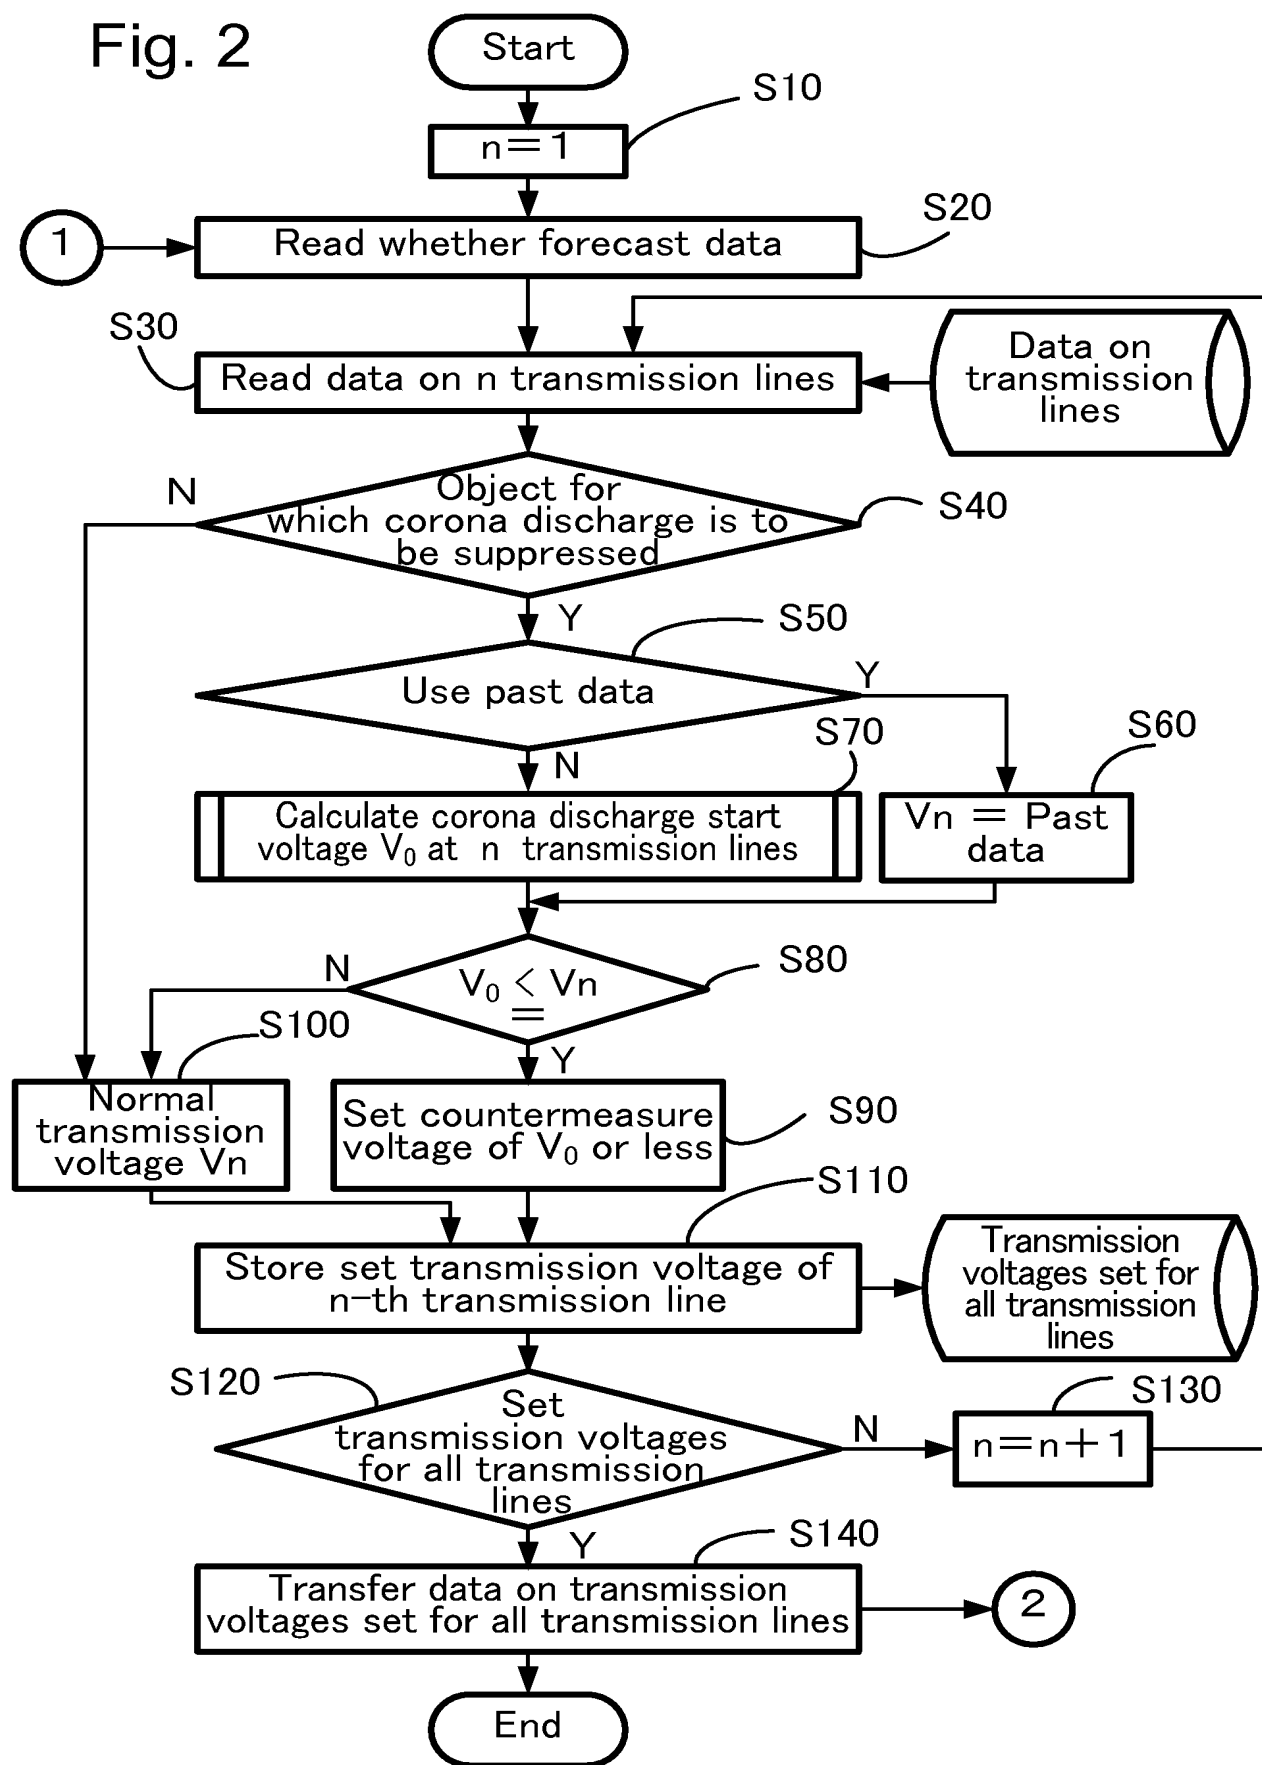 Fig. 2
Start
S10
n=1
S20
1
Read whether forecast data
S30
Read data on n transmission lines
Data on
transmission
lines
N
Object for
which corona discharge is to
be suppressed
S40
Y
S50
Use past data
Y
S70
S60
N
Calculate corona discharge start
voltage V₀ at n transmission lines
Vn = Past
data
N
V₀ ≦ Vn
S80
S100
Y
Normal
transmission
voltage Vn
Set countermeasure
voltage of V₀ or less
S90
S110
Store set transmission voltage of
n-th transmission line
Transmission
voltages set for
all transmission
lines
S120
Set
transmission voltages
for all transmission
lines
N
S130
n=n+1
Y
S140
Transfer data on transmission
voltages set for all transmission lines
2
End